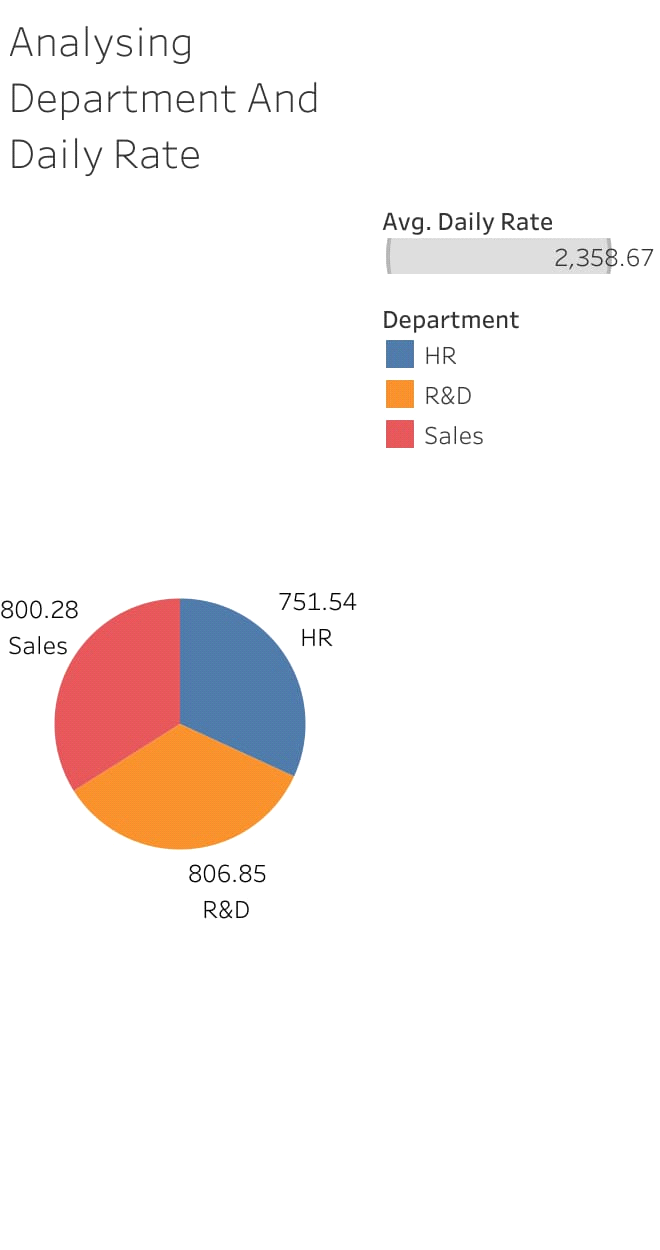 Analysing
Department And
Daily Rate
Avg. Daily Rate
2,358.67
Department
HR
R&D
Sales
800.28
Sales
751.54
HR
806.85
R&D